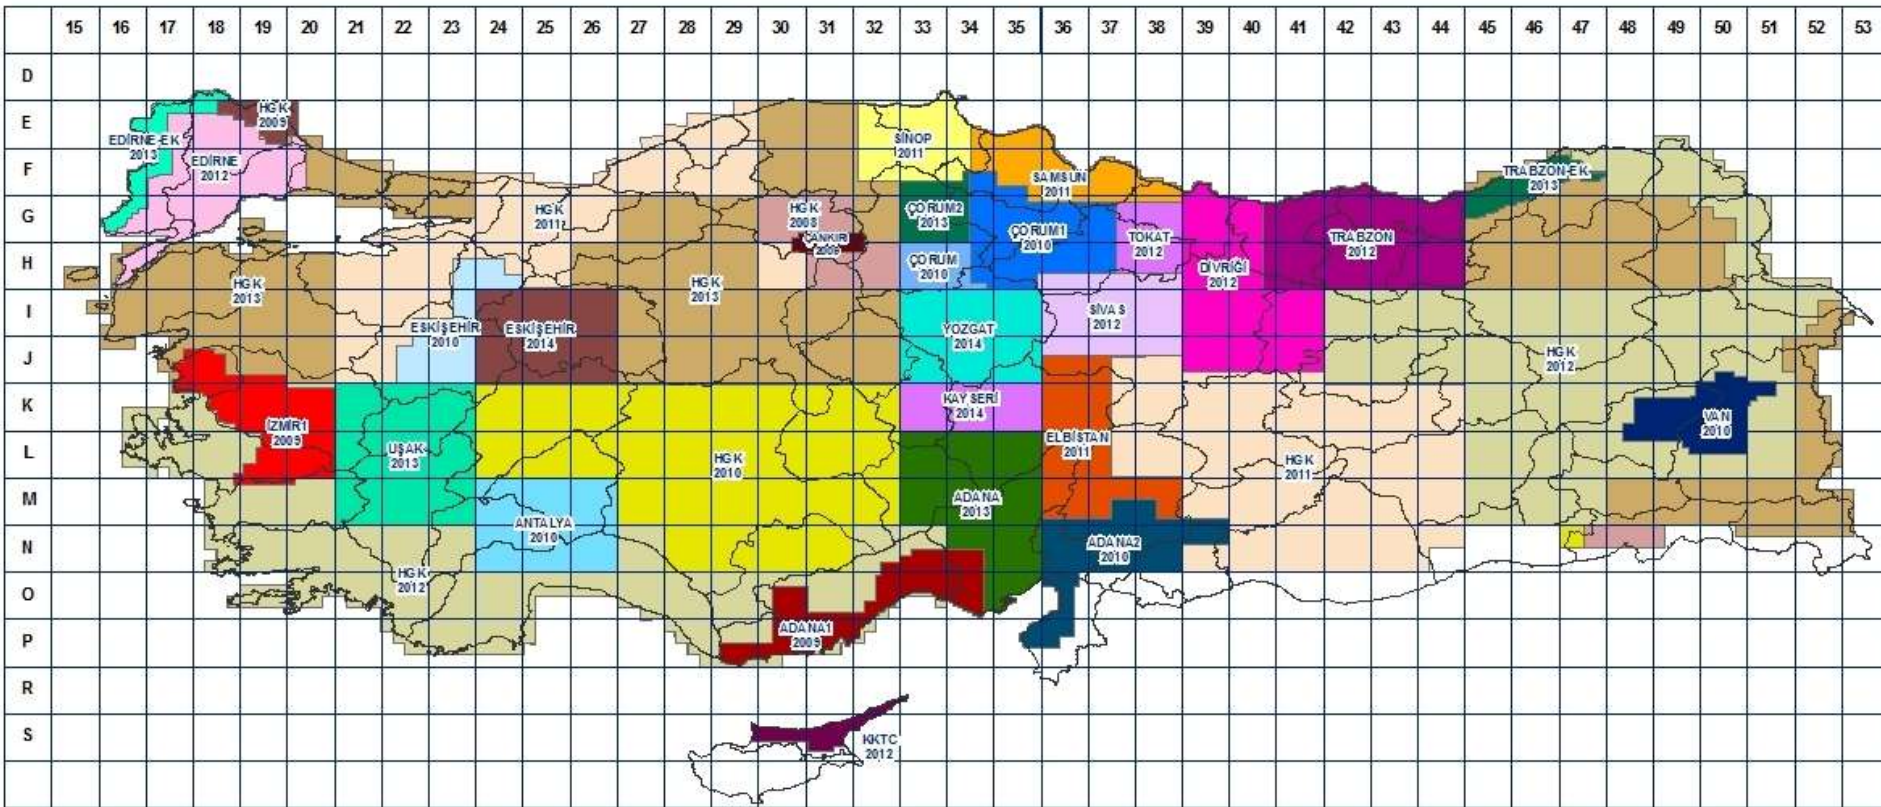 15 16 17 18 19 20 21 22 23 24 25 26 27 28 29 30 31 32 33 34 35 36 37 38 39 40 41 42 43 44 45 46 47 48 49 50 51 52 53
D
E
HGK
2009
EDİRNE-EK
2013
SİNOP
2011
F
EDİRNE
2012
SAMSUN
2011
TRABZON-EK
2013
G
HGK
2011
HGK
2008
ÇORUM2
2013
ÇORUM1
2010
TOKAT
2012
TRABZON
2012
ÇANKIRI
2009
H
HGK
2013
HGK
2013
ÇORUM
2010
DİVRİĞİ
2012
I
ESKİŞEHİR
2010
ESKİŞEHİR
2014
YOZGAT
2014
SİVAS
2012
J
HGK
2012
K
İZMİR1
2009
KAYSERİ
2014
VAN
2010
L
UŞAK
2013
HGK
2010
ELBİSTAN
2011
HGK
2011
M
ANTALYA
2010
ADANA
2013
N
HGK
2012
ADANA2
2010
O
P
ADANA1
2009
R
S
KKTC
2012